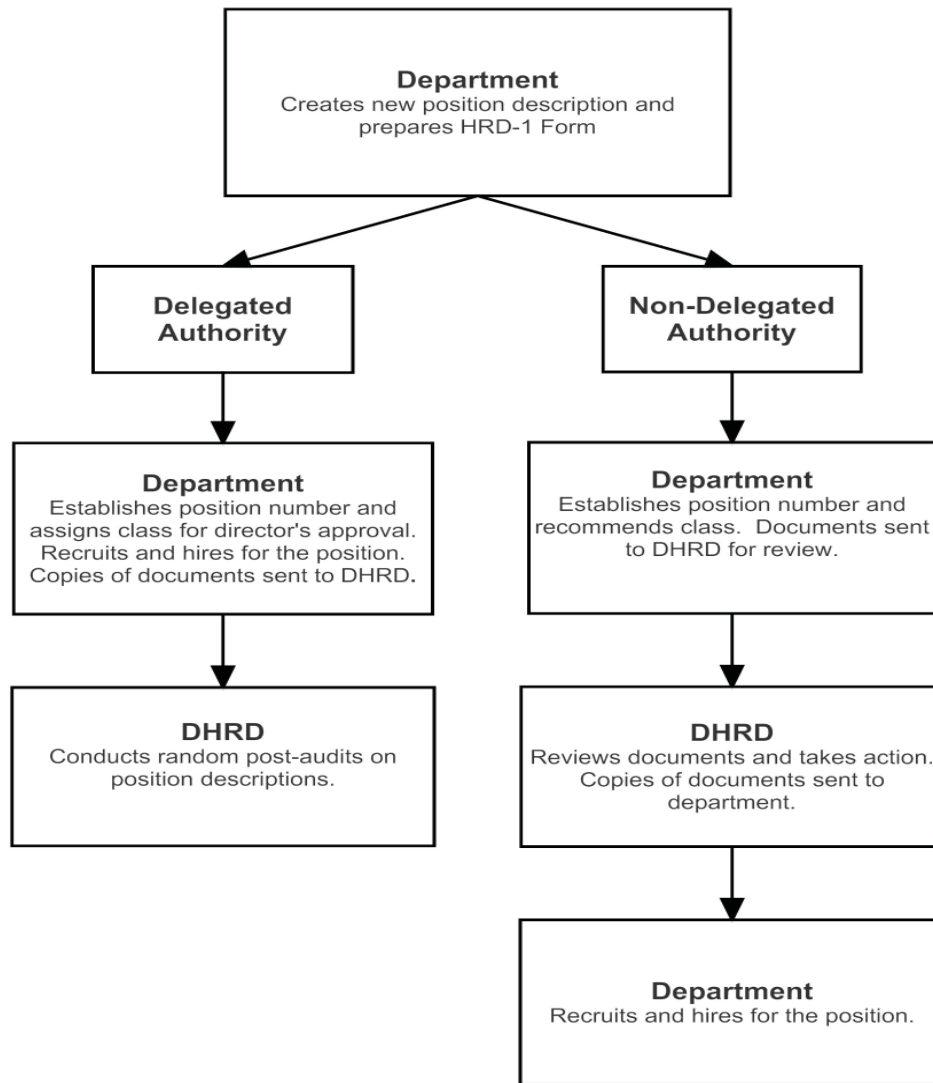 Department
Creates new position description and
prepares HRD-1 Form
Delegated
Authority
Non-Delegated
Authority
Department
Establishes position number and
assigns class for director's approval.
Recruits and hires for the position.
Copies of documents sent to DHRD.
Department
Establishes position number and
recommends class.  Documents sent
to DHRD for review.
DHRD
Conducts random post-audits on
position descriptions.
DHRD
Reviews documents and takes action.
Copies of documents sent to
department.
Department
Recruits and hires for the position.